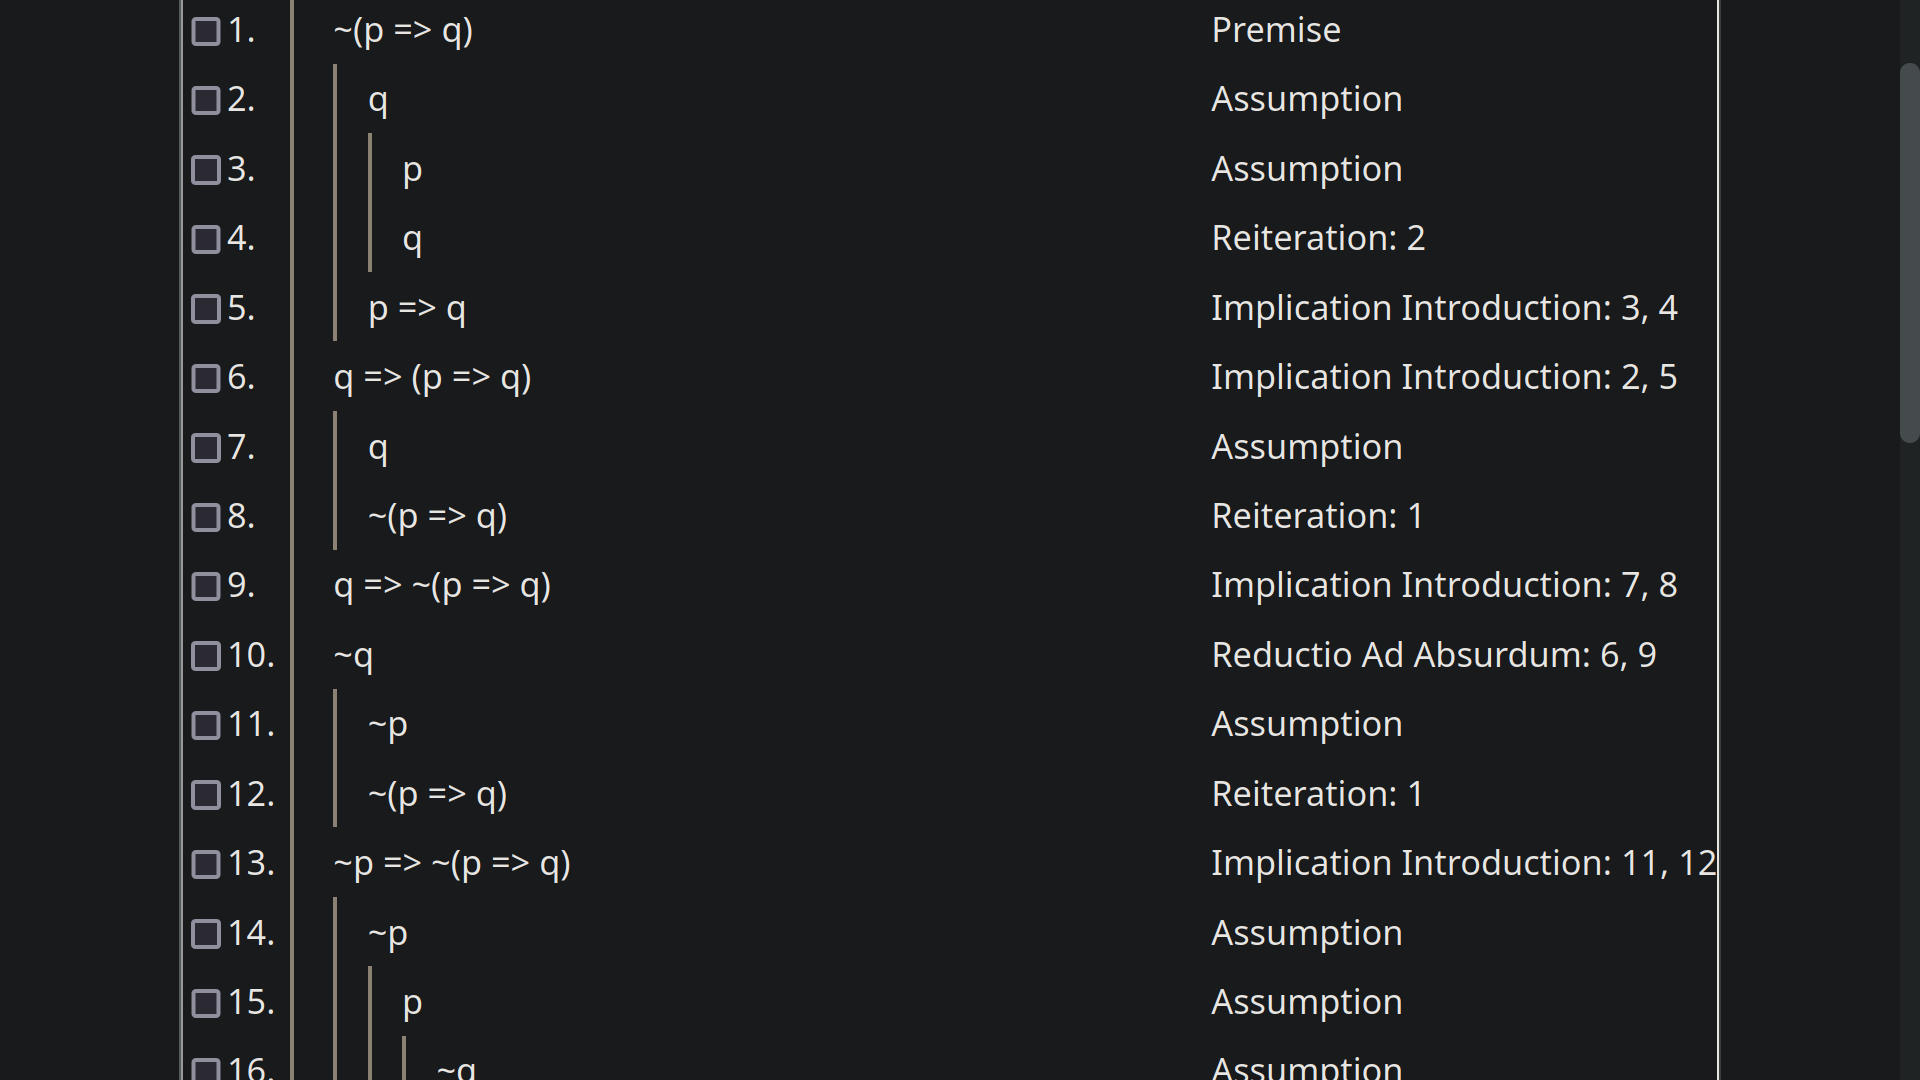 1. ~(p => q) Premise
2. q Assumption
3. p Assumption
4. q Reiteration: 2
5. p => q Implication Introduction: 3, 4
6. q => (p => q) Implication Introduction: 2, 5
7. q Assumption
8. ~(p => q) Reiteration: 1
9. q => ~(p => q) Implication Introduction: 7, 8
10. ~q Reductio Ad Absurdum: 6, 9
11. ~p Assumption
12. ~(p => q) Reiteration: 1
13. ~p => ~(p => q) Implication Introduction: 11, 12
14. ~p Assumption
15. p Assumption
16. ~q Assumption